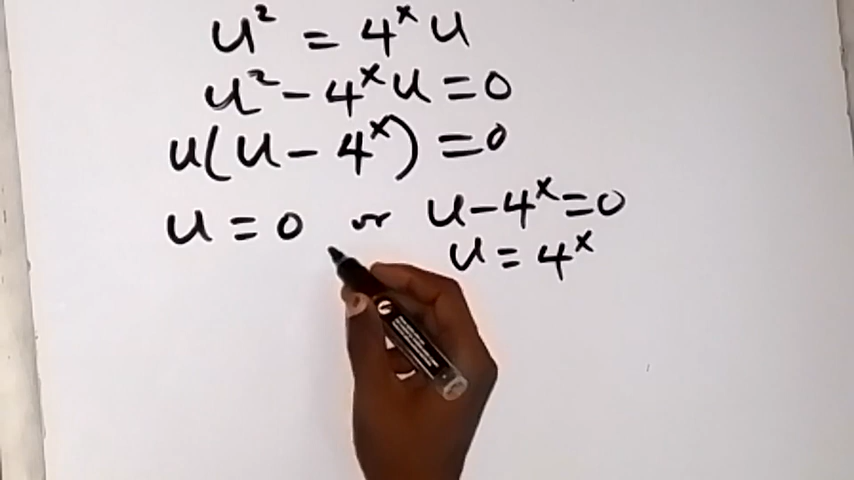 u² = 4ˣu
u² - 4ˣu = 0
u(u - 4ˣ) = 0
u = 0 or u - 4ˣ = 0
u = 4ˣ